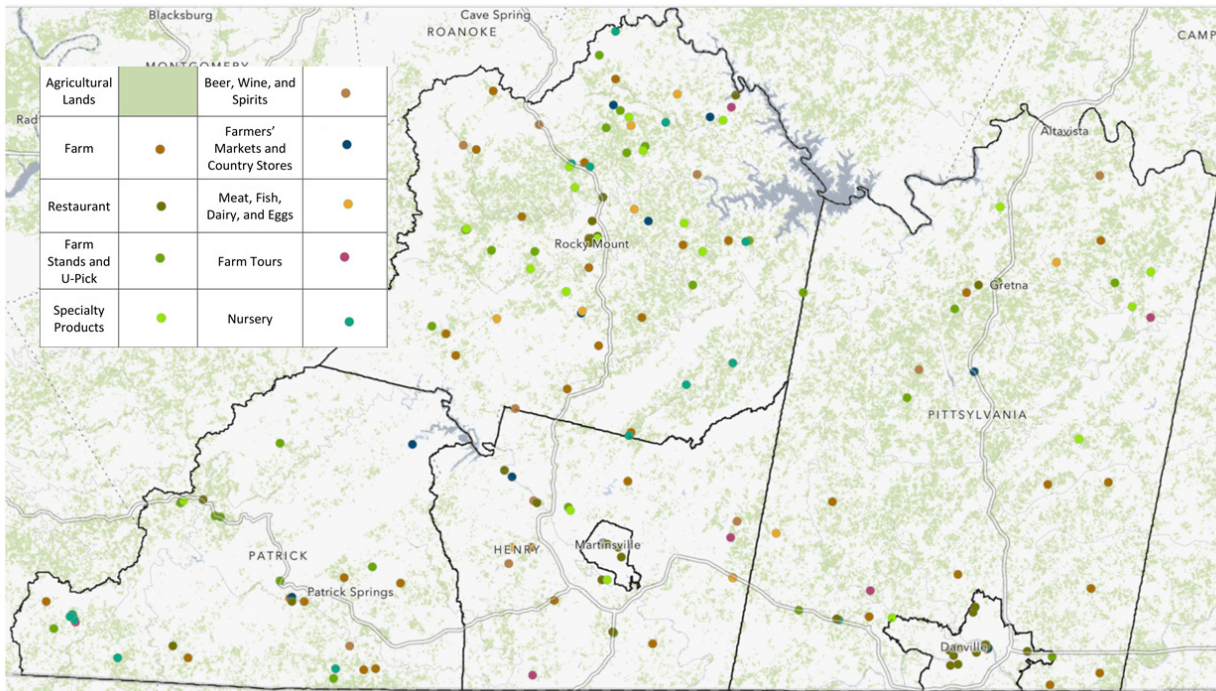 Blacksburg
Cave Spring
ROANOKE
CAMP
MONTGOMERY
Rad
Agricultural
Lands
Beer, Wine, and
Spirits
Farm
Farmers’
Markets and
Country Stores
Restaurant
Meat, Fish,
Dairy, and Eggs
Farm
Stands and
U-Pick
Farm Tours
Specialty
Products
Nursery
Altavista
Rocky Mount
Gretna
PITTSYLVANIA
PATRICK
Patrick Springs
HENRY
Martinsville
Danville